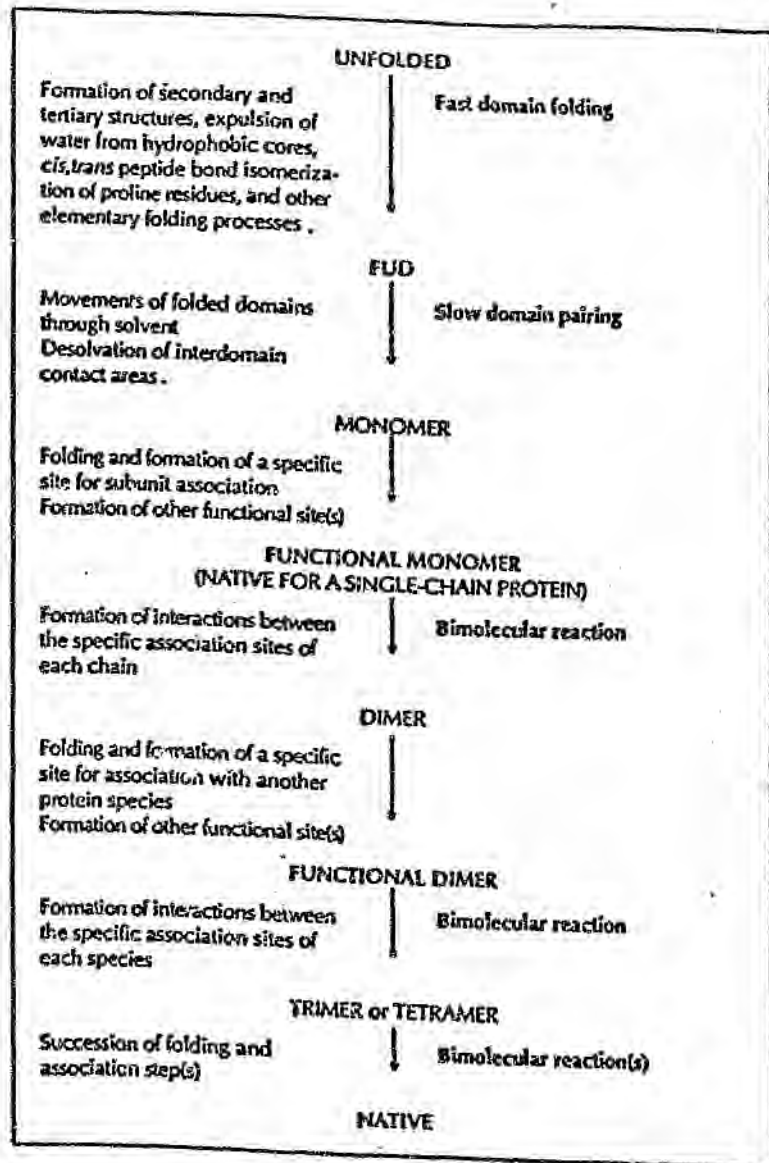 UNFOLDED
Formation of secondary and
tertiary structures, expulsion of
water from hydrophobic cores,
cis,trans peptide bond isomeriza-
tion of proline residues, and other
elementary folding processes .
Fast domain folding
FUD
Movements of folded domains
through solvent
Desolvation of interdomain
contact areas .
Slow domain pairing
MONOMER
Folding and formation of a specific
site for subunit association
Formation of other functional site(s)
FUNCTIONAL MONOMER
(NATIVE FOR A SINGLE-CHAIN PROTEIN)
Formation of interactions between
the specific association sites of
each chain
Bimolecular reaction
DIMER
Folding and formation of a specific
site for association with another
protein species
Formation of other functional site(s)
FUNCTIONAL DIMER
Formation of interactions between
the specific association sites of
each species
Bimolecular reaction
TRIMER or TETRAMER
Succession of folding and
association step(s)
Bimolecular reaction(s)
NATIVE